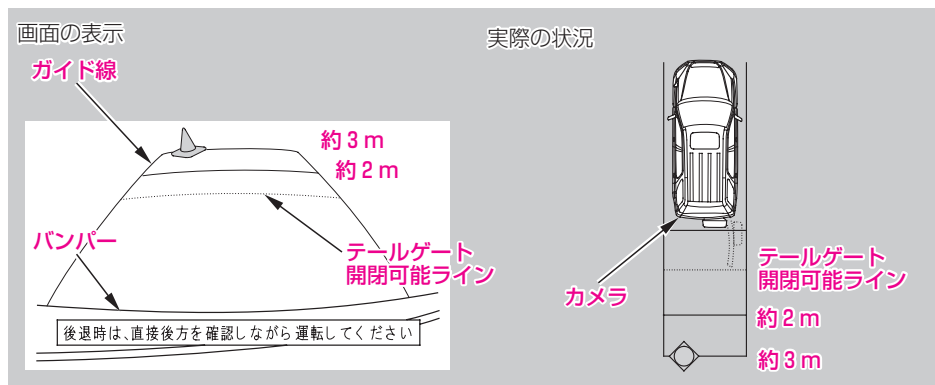 画面の表示
ガイド線
約3m
約2m
バンパー
テールゲート
開閉可能ライン
後退時は、直接後方を確認しながら運転してください
実際の状況
カメラ
テールゲート
開閉可能ライン
約2m
約3m